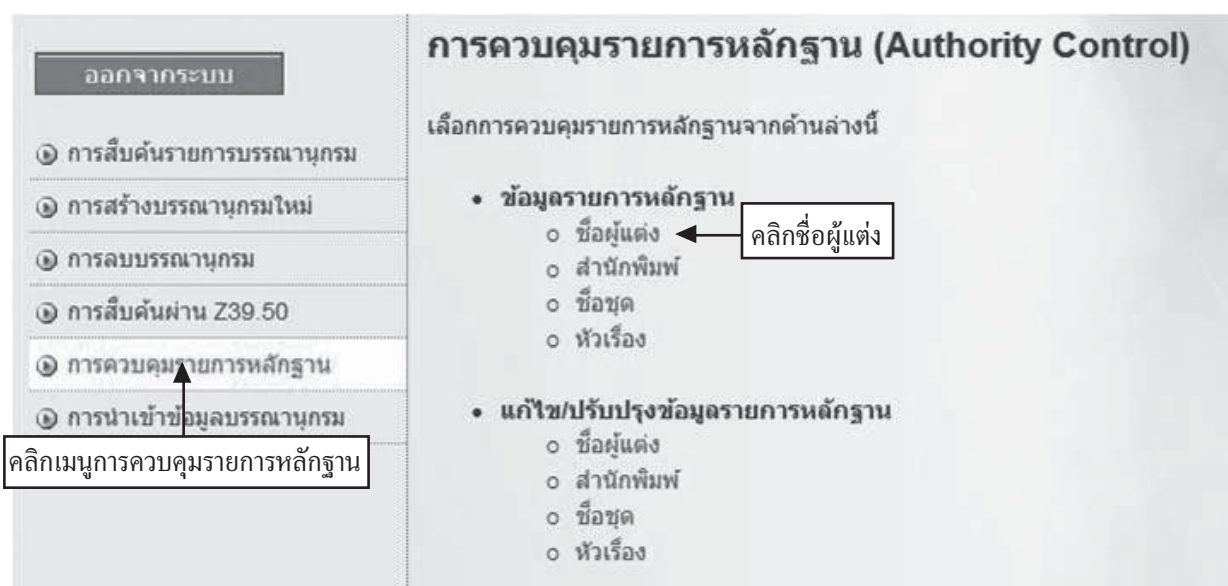 ออกจากระบบ
การสืบค้นรายการบรรณานุกรม
การสร้างบรรณานุกรมใหม่
การลบบรรณานุกรม
การสืบค้นผ่าน Z39.50
การควบคุมรายการหลักฐาน
การนำเข้าข้อมูลบรรณานุกรม
คลิกเมนูการควบคุมรายการหลักฐาน
การควบคุมรายการหลักฐาน (Authority Control)
เลือกการควบคุมรายการหลักฐานจากด้านล่างนี้
ข้อมูลรายการหลักฐาน
ชื่อผู้แต่ง
คลิกชื่อผู้แต่ง
สำนักพิมพ์
ชื่อชุด
หัวเรื่อง
แก้ไข/ปรับปรุงข้อมูลรายการหลักฐาน
ชื่อผู้แต่ง
สำนักพิมพ์
ชื่อชุด
หัวเรื่อง